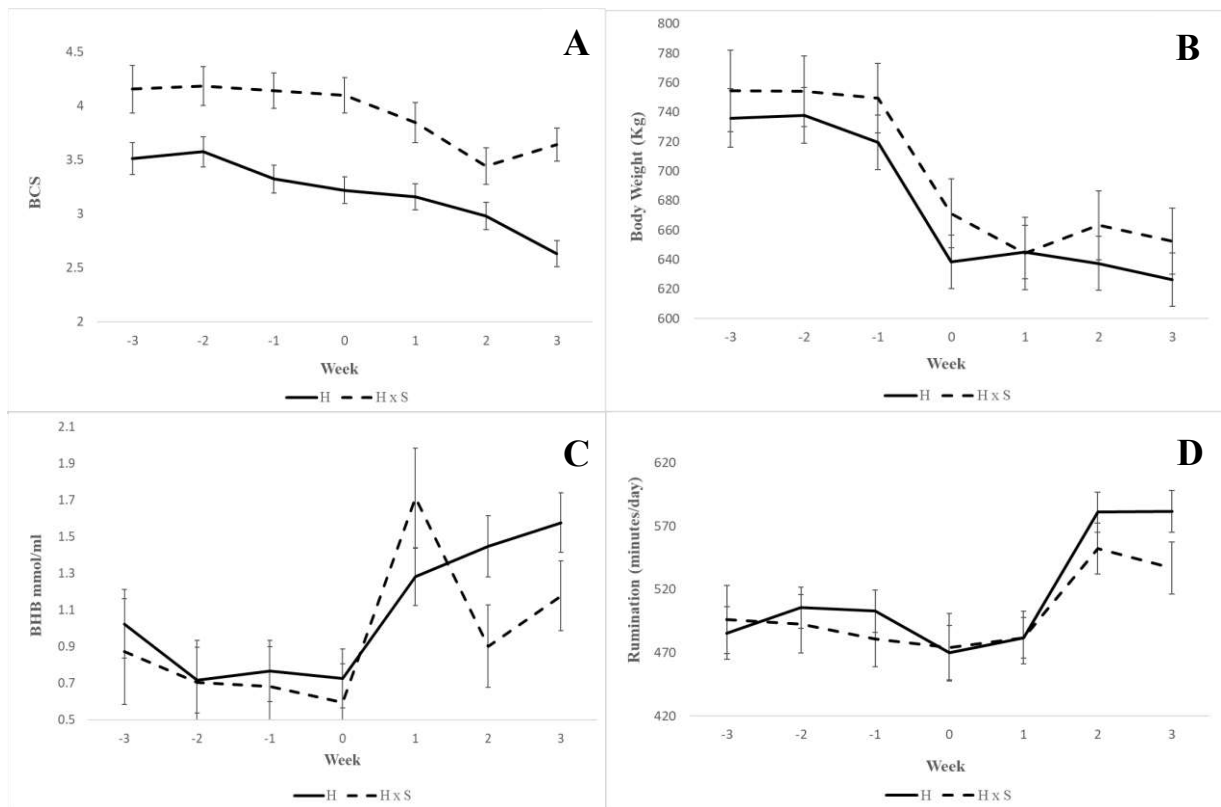 A
BCS
4.5
4
3.5
3
2.5
2
-3 -2 -1 0 1 2 3
Week
H H x S
B
Body Weight (Kg)
800
780
760
740
720
700
680
660
640
620
600
-3 -2 -1 0 1 2 3
Week
H H x S
C
BHB mmol/ml
2.1
1.9
1.7
1.5
1.3
1.1
0.9
0.7
0.5
-3 -2 -1 0 1 2 3
Week
H H x S
D
Rumination (minutes/day)
620
570
520
470
420
-3 -2 -1 0 1 2 3
Week
H H x S